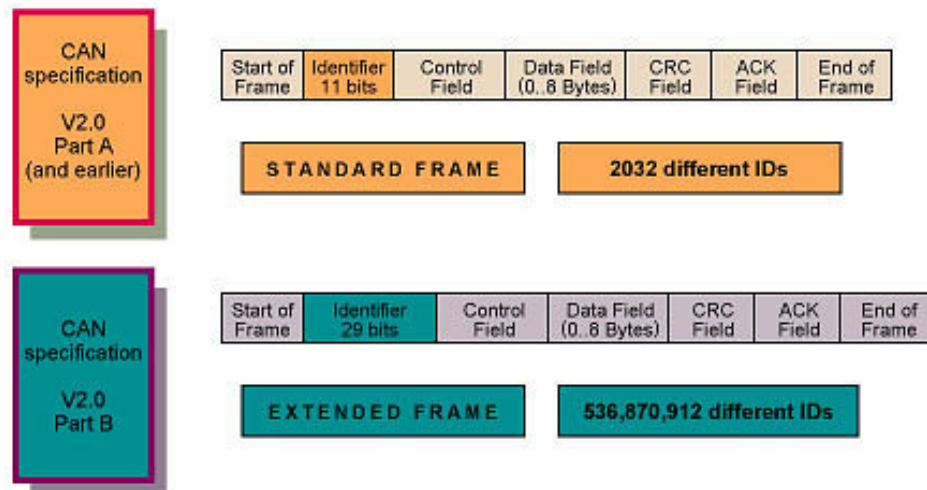 CAN
specification
V2.0
Part A
(and earlier)
Start of
Frame
Identifier
11 bits
Control
Field
Data Field
(0..8 Bytes)
CRC
Field
ACK
Field
End of
Frame
STANDARD FRAME
2032 different IDs
CAN
specification
V2.0
Part B
Start of
Frame
Identifier
29 bits
Control
Field
Data Field
(0..8 Bytes)
CRC
Field
ACK
Field
End of
Frame
EXTENDED FRAME
536,870,912 different IDs